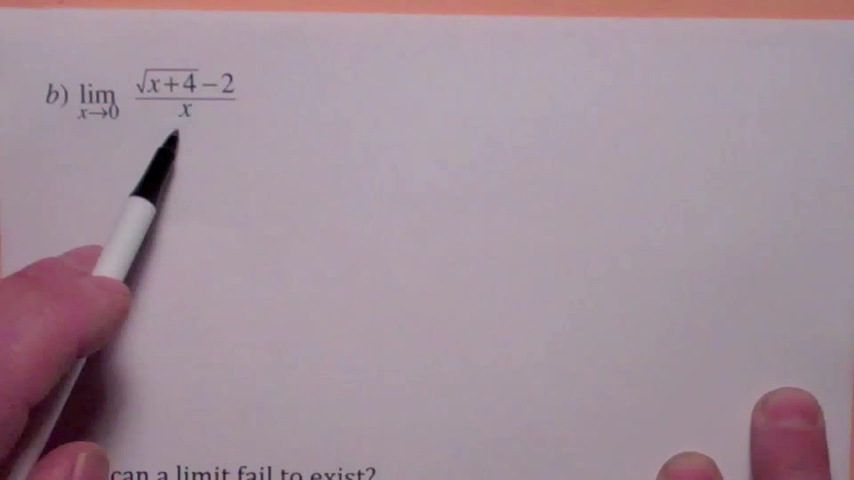 b) lim x→0 √x+4 − 2 / x
can a limit fail to exist?